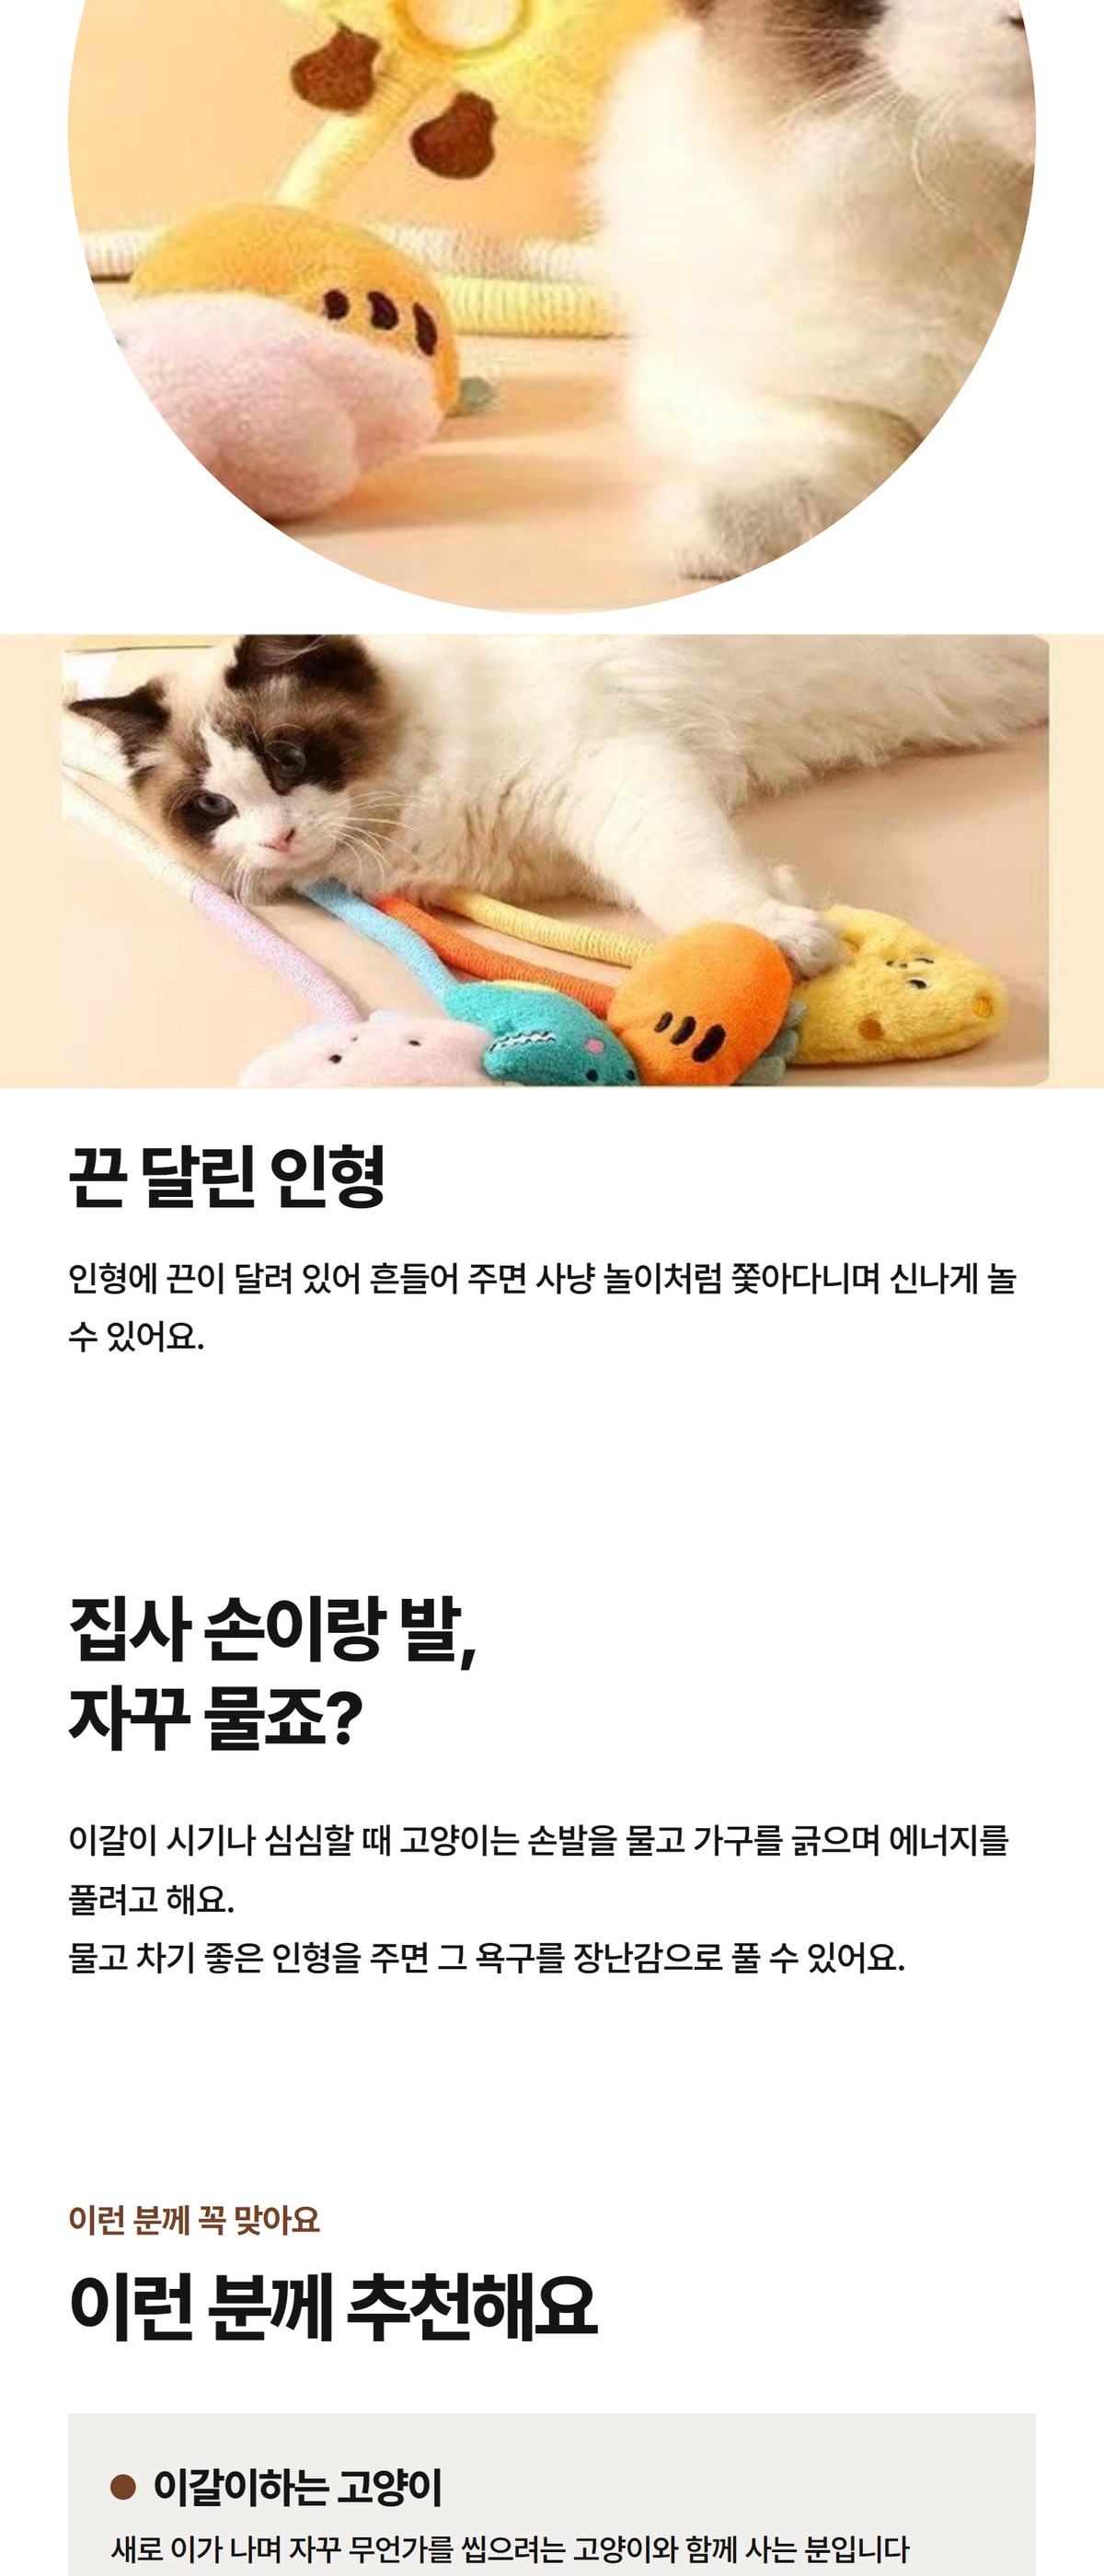 끈 달린 인형
인형에 끈이 달려 있어 흔들어 주면 사냥 놀이처럼 쫓아다니며 신나게 놀
수 있어요.
집사 손이랑 발,
자꾸 물죠?
이갈이 시기나 심심할 때 고양이는 손발을 물고 가구를 긁으며 에너지를
풀려고 해요.
물고 차기 좋은 인형을 주면 그 욕구를 장난감으로 풀 수 있어요.
이런 분께 꼭 맞아요
이런 분께 추천해요
이갈이하는 고양이
새로 이가 나며 자꾸 무언가를 씹으려는 고양이와 함께 사는 분입니다